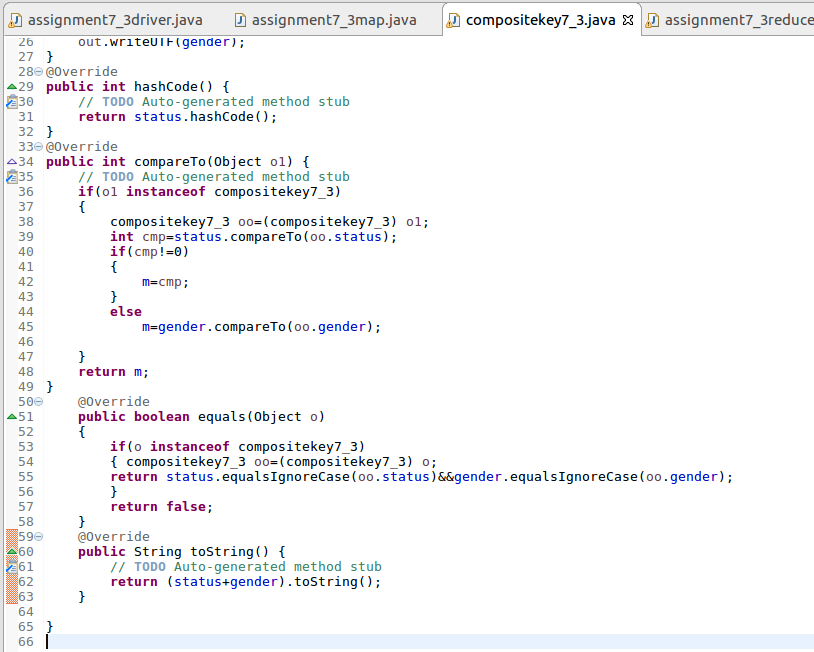 assignment7_3driver.java assignment7_3map.java compositekey7_3.java assignment7_3reduce
26 out.writeUTF(gender);
27 }
28 @Override
29 public int hashCode() {
30 // TODO Auto-generated method stub
31 return status.hashCode();
32 }
33 @Override
34 public int compareTo(Object o1) {
35 // TODO Auto-generated method stub
36 if(o1 instanceof compositekey7_3)
37 {
38 compositekey7_3 oo=(compositekey7_3) o1;
39 int cmp=status.compareTo(oo.status);
40 if(cmp!=0)
41 {
42 m=cmp;
43 }
44 else
45 m=gender.compareTo(oo.gender);
46
47 }
48 return m;
49 }
50 @Override
51 public boolean equals(Object o)
52 {
53 if(o instanceof compositekey7_3)
54 { compositekey7_3 oo=(compositekey7_3) o;
55 return status.equalsIgnoreCase(oo.status)&&gender.equalsIgnoreCase(oo.gender);
56 }
57 return false;
58 }
59 @Override
60 public String toString() {
61 // TODO Auto-generated method stub
62 return (status+gender).toString();
63 }
64
65 }
66